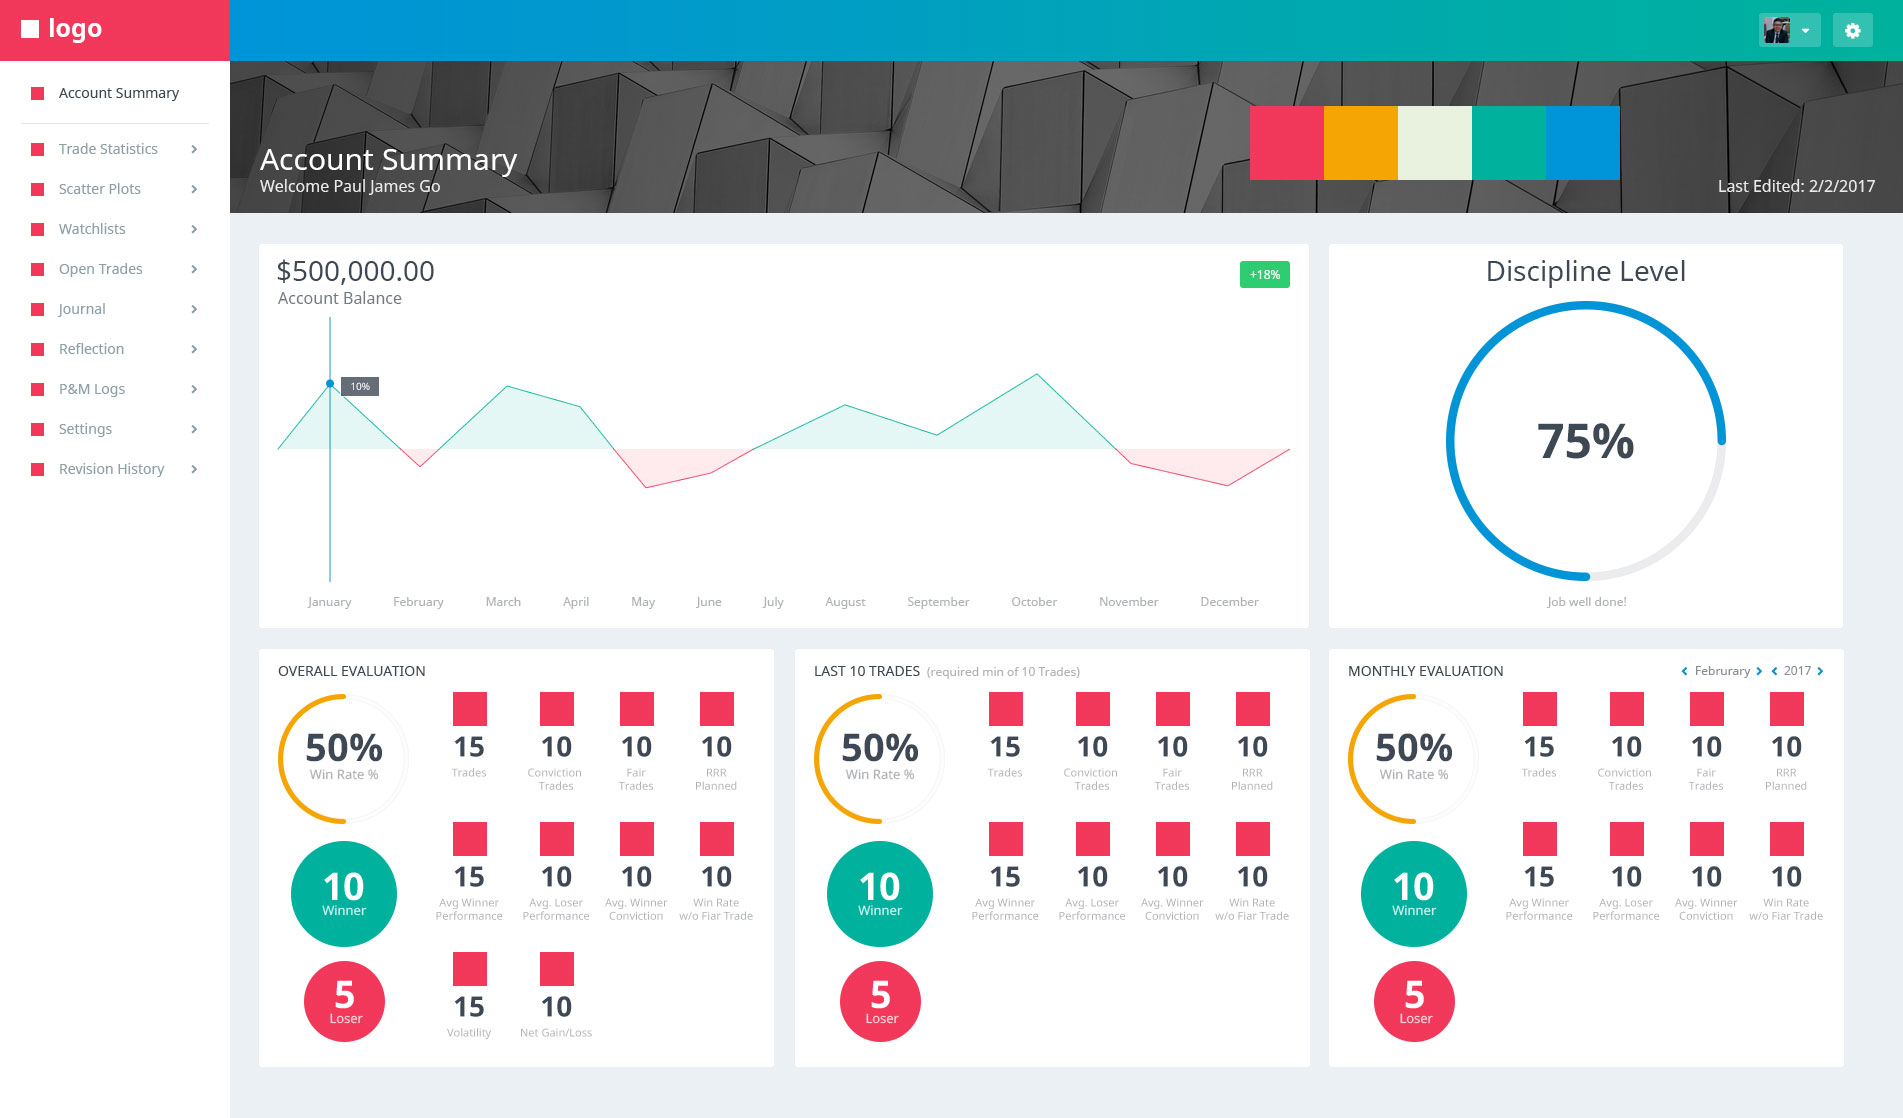 logo
Account Summary
Trade Statistics
Scatter Plots
Watchlists
Open Trades
Journal
Reflection
P&M Logs
Settings
Revision History
Account Summary
Welcome Paul James Go
Last Edited: 2/2/2017
$500,000.00
Account Balance
+18%
10%
January February March April May June July August September October November December
Discipline Level
75%
Job well done!
OVERALL EVALUATION
50%
Win Rate %
10
Winner
5
Loser
15 10 10 10
Trades Conviction Fair RRR
Trades Trades Planned
15 10 10 10
Avg Winner Avg. Loser Avg. Winner Win Rate
Performance Performance Conviction w/o Fiar Trade
15 10
Volatility Net Gain/Loss
LAST 10 TRADES (required min of 10 Trades)
50%
Win Rate %
10
Winner
5
Loser
15 10 10 10
Trades Conviction Fair RRR
Trades Trades Planned
15 10 10 10
Avg Winner Avg. Loser Avg. Winner Win Rate
Performance Performance Conviction w/o Fiar Trade
MONTHLY EVALUATION Februrary 2017
50%
Win Rate %
10
Winner
5
Loser
15 10 10 10
Trades Conviction Fair RRR
Trades Trades Planned
15 10 10 10
Avg Winner Avg. Loser Avg. Winner Win Rate
Performance Performance Conviction w/o Fiar Trade